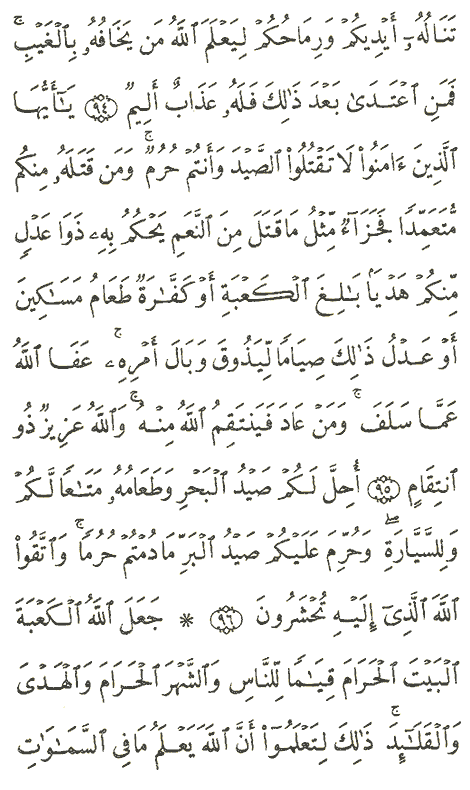 تَنَالُهُۥٓ أَيْدِيكُمْ وَرِمَاحُكُمْ لِيَعْلَمَ ٱللَّهُ مَن يَخَافُهُۥ بِٱلْغَيْبِ ۚ
فَمَنِ ٱعْتَدَىٰ بَعْدَ ذَٰلِكَ فَلَهُۥ عَذَابٌ أَلِيمٌ ٩٤ يَـٰٓأَيُّهَا
ٱلَّذِينَ ءَامَنُوا۟ لَا تَقْتُلُوا۟ ٱلصَّيْدَ وَأَنتُمْ حُرُمٌ ۚ وَمَن قَتَلَهُۥ مِنكُم
مُّتَعَمِّدًا فَجَزَآءٌ مِّثْلُ مَا قَتَلَ مِنَ ٱلنَّعَمِ يَحْكُمُ بِهِۦ ذَوَا عَدْلٍ
مِّنكُمْ هَدْيًۢا بَـٰلِغَ ٱلْكَعْبَةِ أَوْ كَفَّـٰرَةٌ طَعَامُ مَسَـٰكِينَ
أَوْ عَدْلُ ذَٰلِكَ صِيَامًا لِّيَذُوقَ وَبَالَ أَمْرِهِۦ ۗ عَفَا ٱللَّهُ
عَمَّا سَلَفَ ۚ وَمَنْ عَادَ فَيَنتَقِمُ ٱللَّهُ مِنْهُ ۗ وَٱللَّهُ عَزِيزٌ ذُو
ٱنتِقَامٍ ٩٥ أُحِلَّ لَكُمْ صَيْدُ ٱلْبَحْرِ وَطَعَامُهُۥ مَتَـٰعًا لَّكُمْ
وَلِلسَّيَّارَةِ ۖ وَحُرِّمَ عَلَيْكُمْ صَيْدُ ٱلْبَرِّ مَا دُمْتُمْ حُرُمًا ۗ وَٱتَّقُوا۟
ٱللَّهَ ٱلَّذِىٓ إِلَيْهِ تُحْشَرُونَ ٩٦ * جَعَلَ ٱللَّهُ ٱلْكَعْبَةَ
ٱلْبَيْتَ ٱلْحَرَامَ قِيَـٰمًا لِّلنَّاسِ وَٱلشَّهْرَ ٱلْحَرَامَ وَٱلْهَدْىَ
وَٱلْقَلَـٰٓئِدَ ۚ ذَٰلِكَ لِتَعْلَمُوٓا۟ أَنَّ ٱللَّهَ يَعْلَمُ مَا فِى ٱلسَّمَـٰوَٰتِ